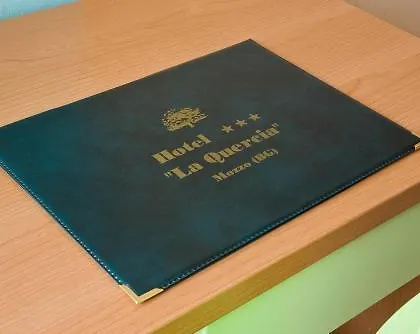 Hotel ★★★
"La Quercia"
Mozzo (BG)